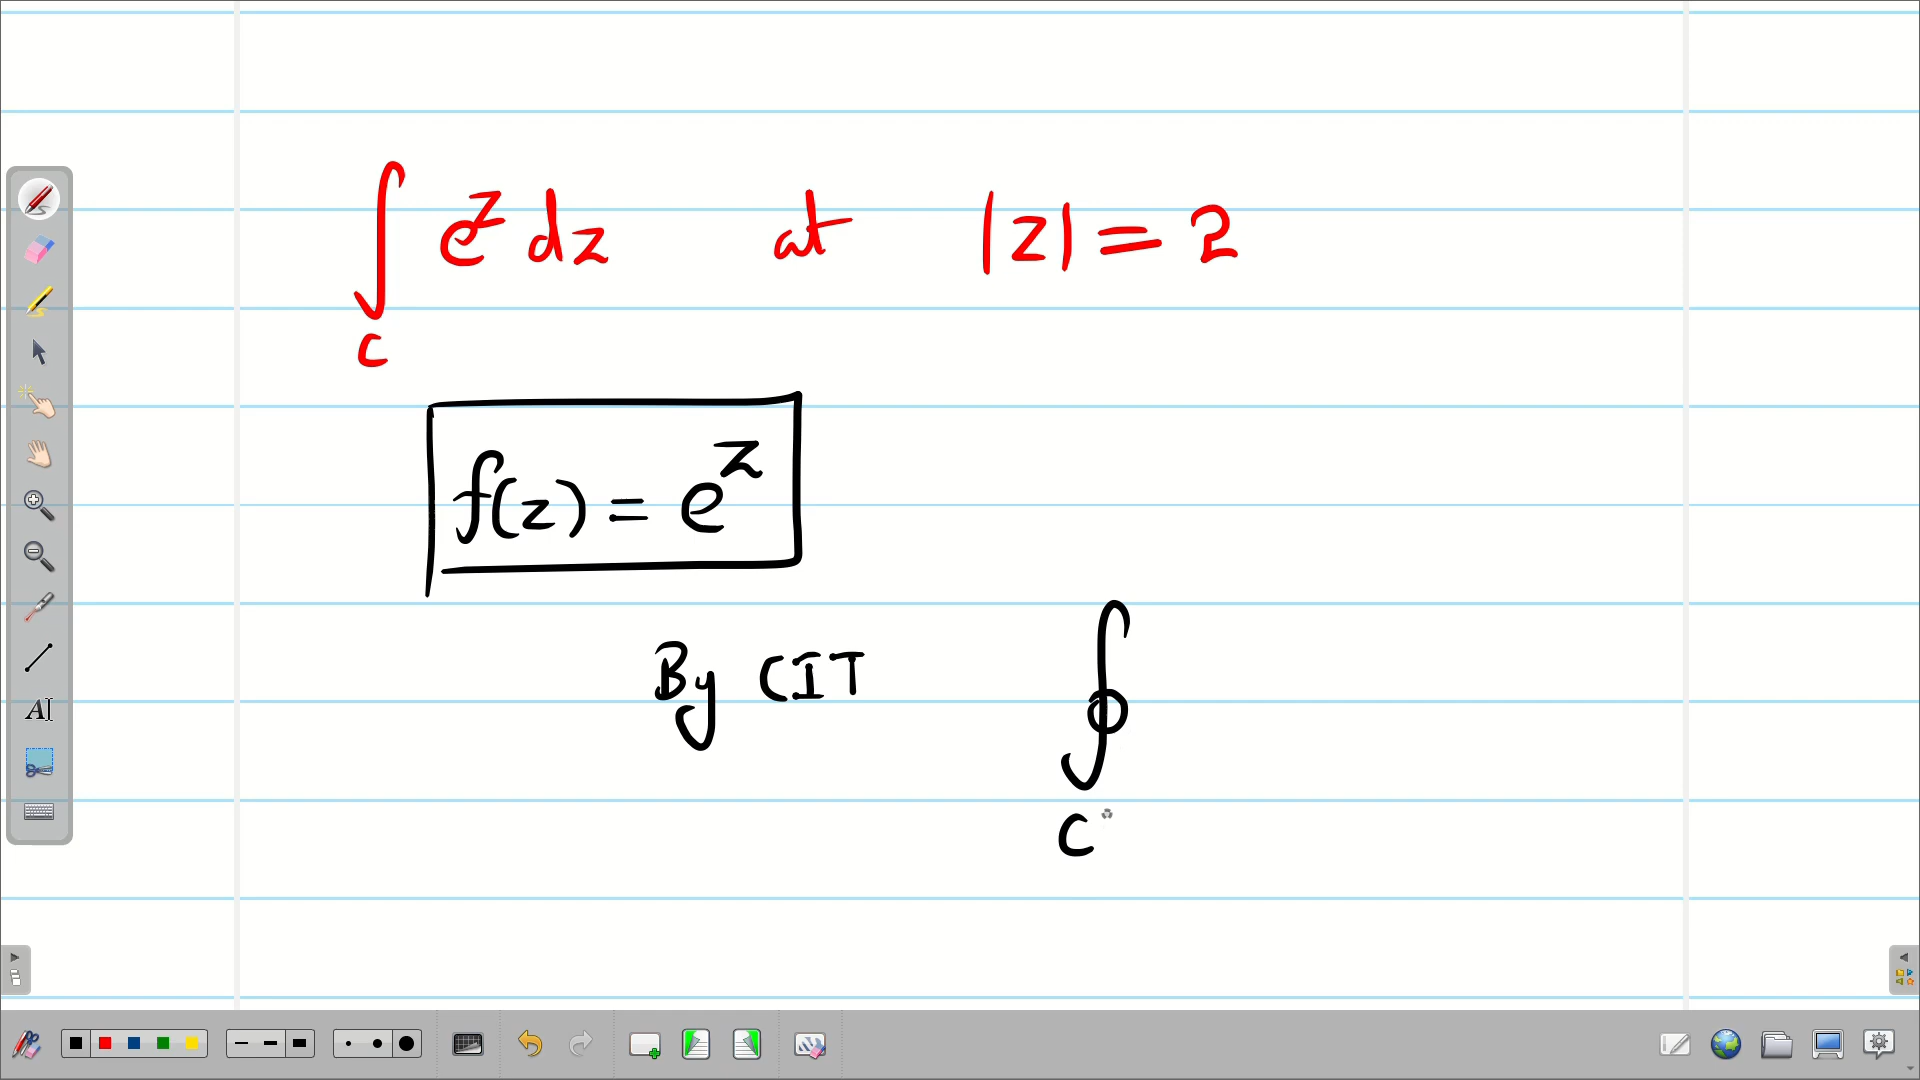 ∫_C e^z dz at |z| = 2
f(z) = e^z
By CIT ∮_C